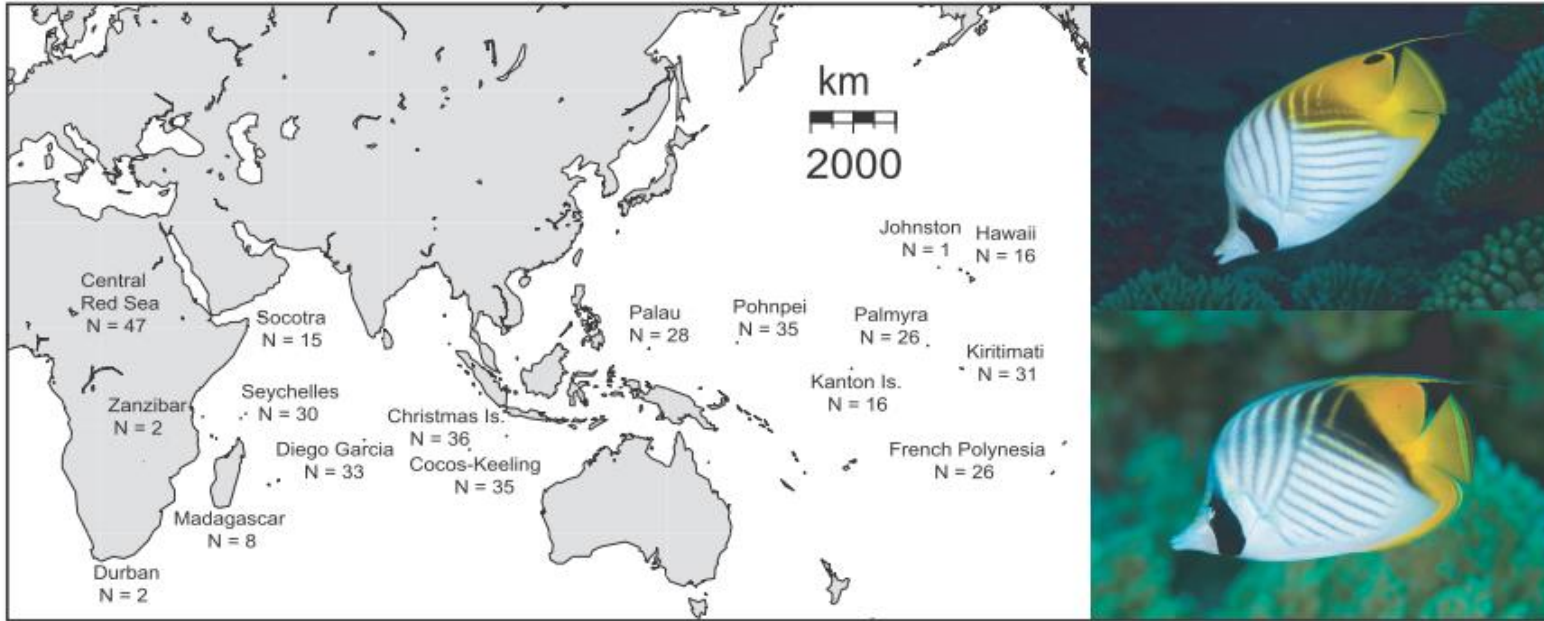 km
2000
Johnston
N = 1
Hawaii
N = 16
Central
Red Sea
N = 47
Socotra
N = 15
Palau
N = 28
Pohnpei
N = 35
Palmyra
N = 26
Kiritimati
N = 31
Kanton Is.
N = 16
Zanzibar
N = 2
Seychelles
N = 30
Christmas Is.
N = 36
Diego Garcia
N = 33
Cocos-Keeling
N = 35
French Polynesia
N = 26
Madagascar
N = 8
Durban
N = 2